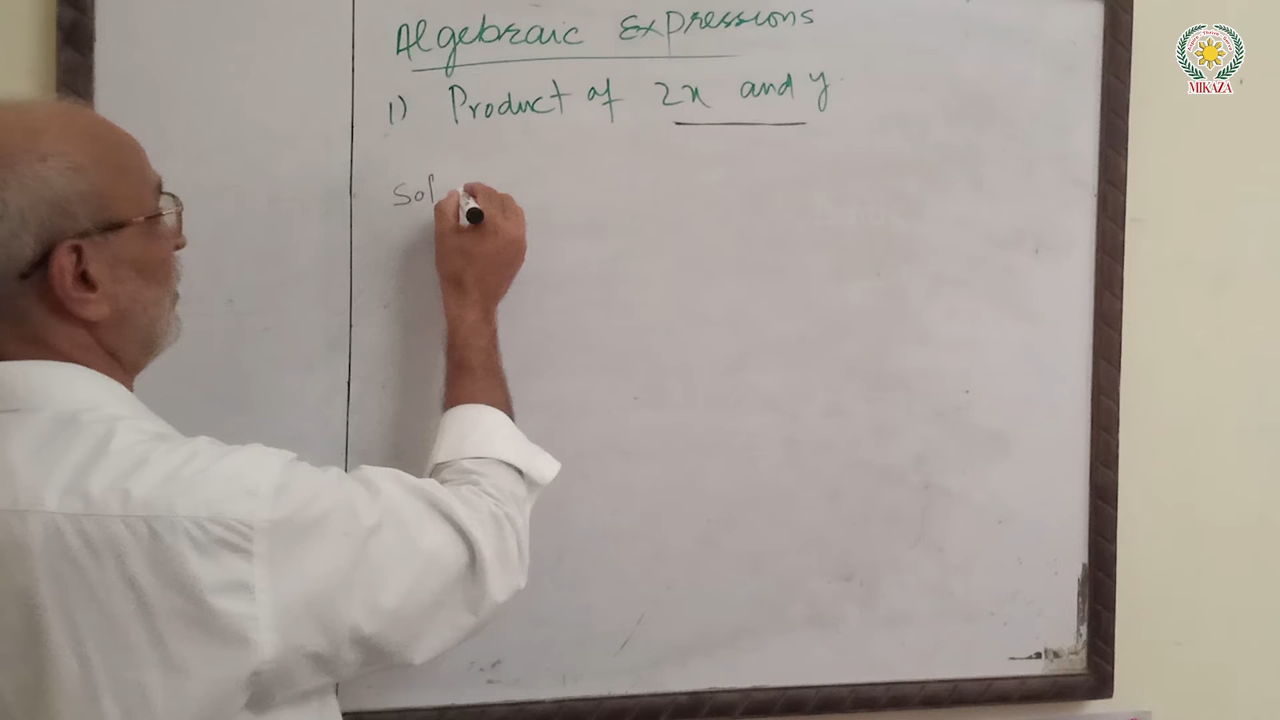 Algebraic Expressions
1) Product of 2x and y
Sol
MIKAZA